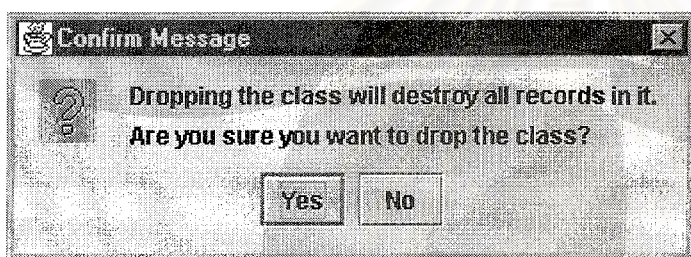 Confirm Message
Dropping the class will destroy all records in it.
Are you sure you want to drop the class?
Yes No